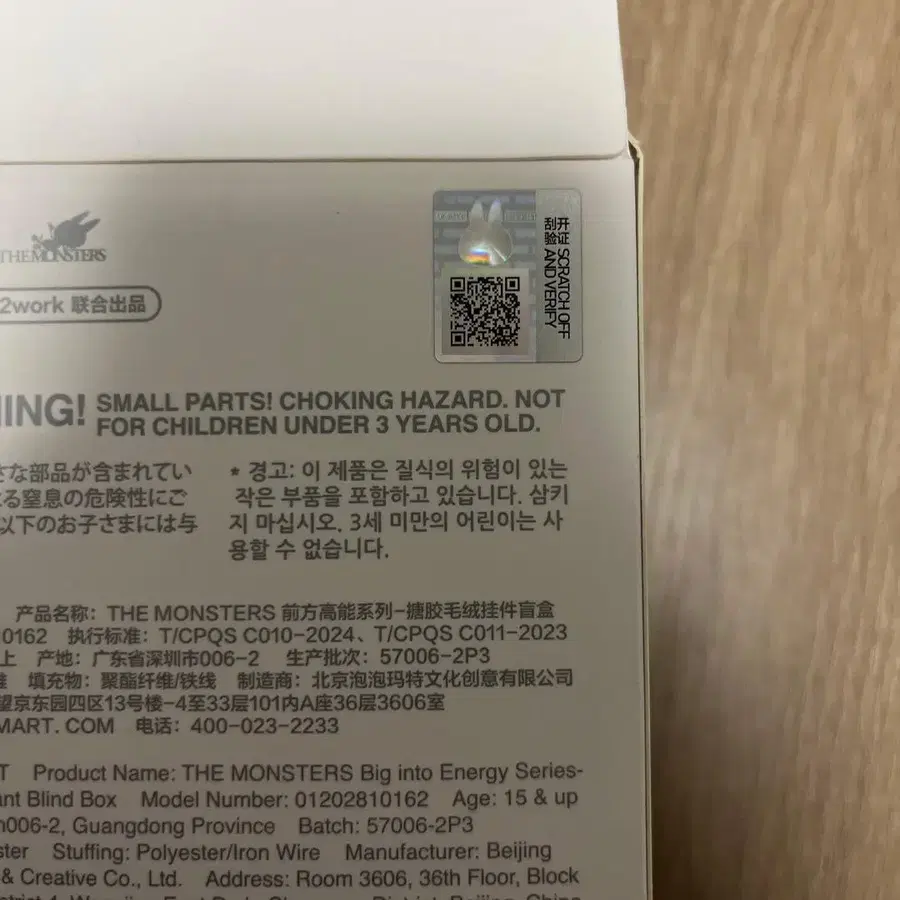 THE MONSTERS
2work 联合出品
刮开 SCRATCH OFF
验证 AND VERIFY
NING! SMALL PARTS! CHOKING HAZARD. NOT
FOR CHILDREN UNDER 3 YEARS OLD.
さな部品が含まれてい
る窒息の危険性にご
以下のお子さまには与
* 경고: 이 제품은 질식의 위험이 있는
작은 부품을 포함하고 있습니다. 삼키
지 마십시오. 3세 미만의 어린이는 사
용할 수 없습니다.
产品名称: THE MONSTERS 前方高能系列-搪胶毛绒挂件盲盒
0162 执行标准: T/CPQS C010-2024、T/CPQS C011-2023
上 产地: 广东省深圳市006-2 生产批次: 57006-2P3
填充物: 聚酯纤维/铁线 制造商: 北京泡泡玛特文化创意有限公司
望京东园四区13号楼-4至33层101内A座36层3606室
MART. COM 电话: 400-023-2233
T Product Name: THE MONSTERS Big into Energy Series-
ant Blind Box Model Number: 01202810162 Age: 15 & up
n006-2, Guangdong Province Batch: 57006-2P3
ster Stuffing: Polyester/Iron Wire Manufacturer: Beijing
& Creative Co., Ltd. Address: Room 3606, 36th Floor, Block